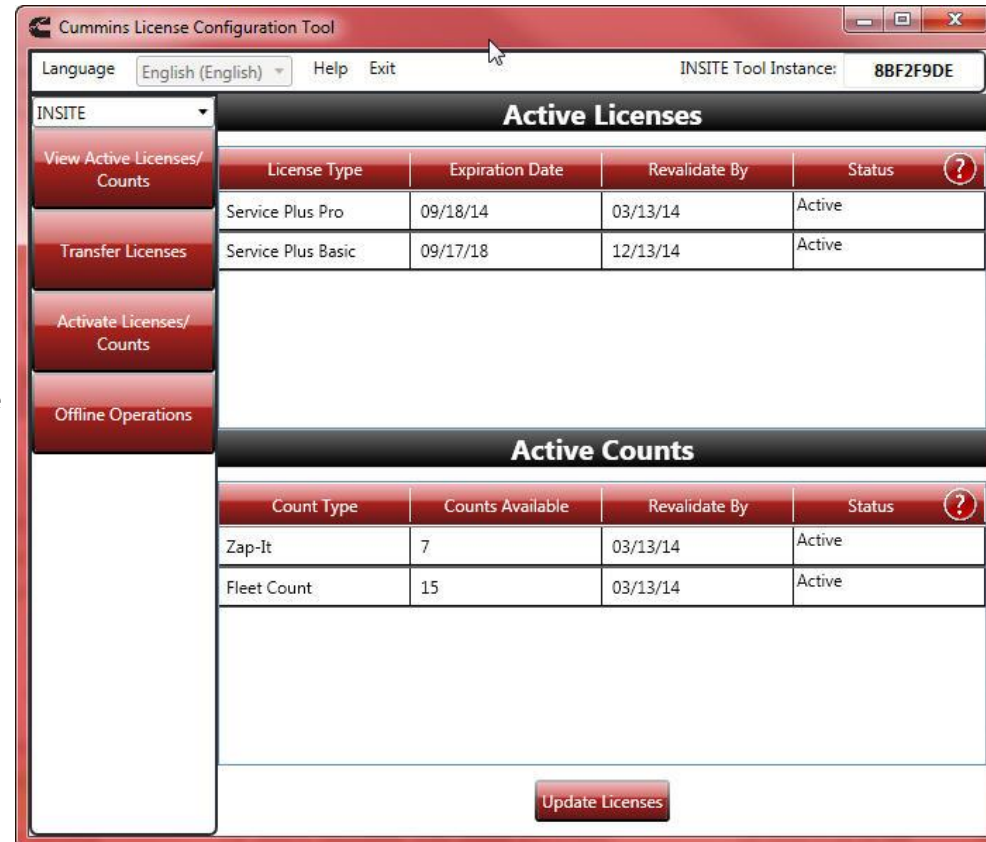 Cummins License Configuration Tool
Language English (English) Help Exit INSITE Tool Instance: 8BF2F9DE
INSITE
View Active Licenses/
Counts
Transfer Licenses
Activate Licenses/
Counts
Offline Operations
Active Licenses
License Type Expiration Date Revalidate By Status ?
Service Plus Pro 09/18/14 03/13/14 Active
Service Plus Basic 09/17/18 12/13/14 Active
Active Counts
Count Type Counts Available Revalidate By Status ?
Zap-It 7 03/13/14 Active
Fleet Count 15 03/13/14 Active
Update Licenses